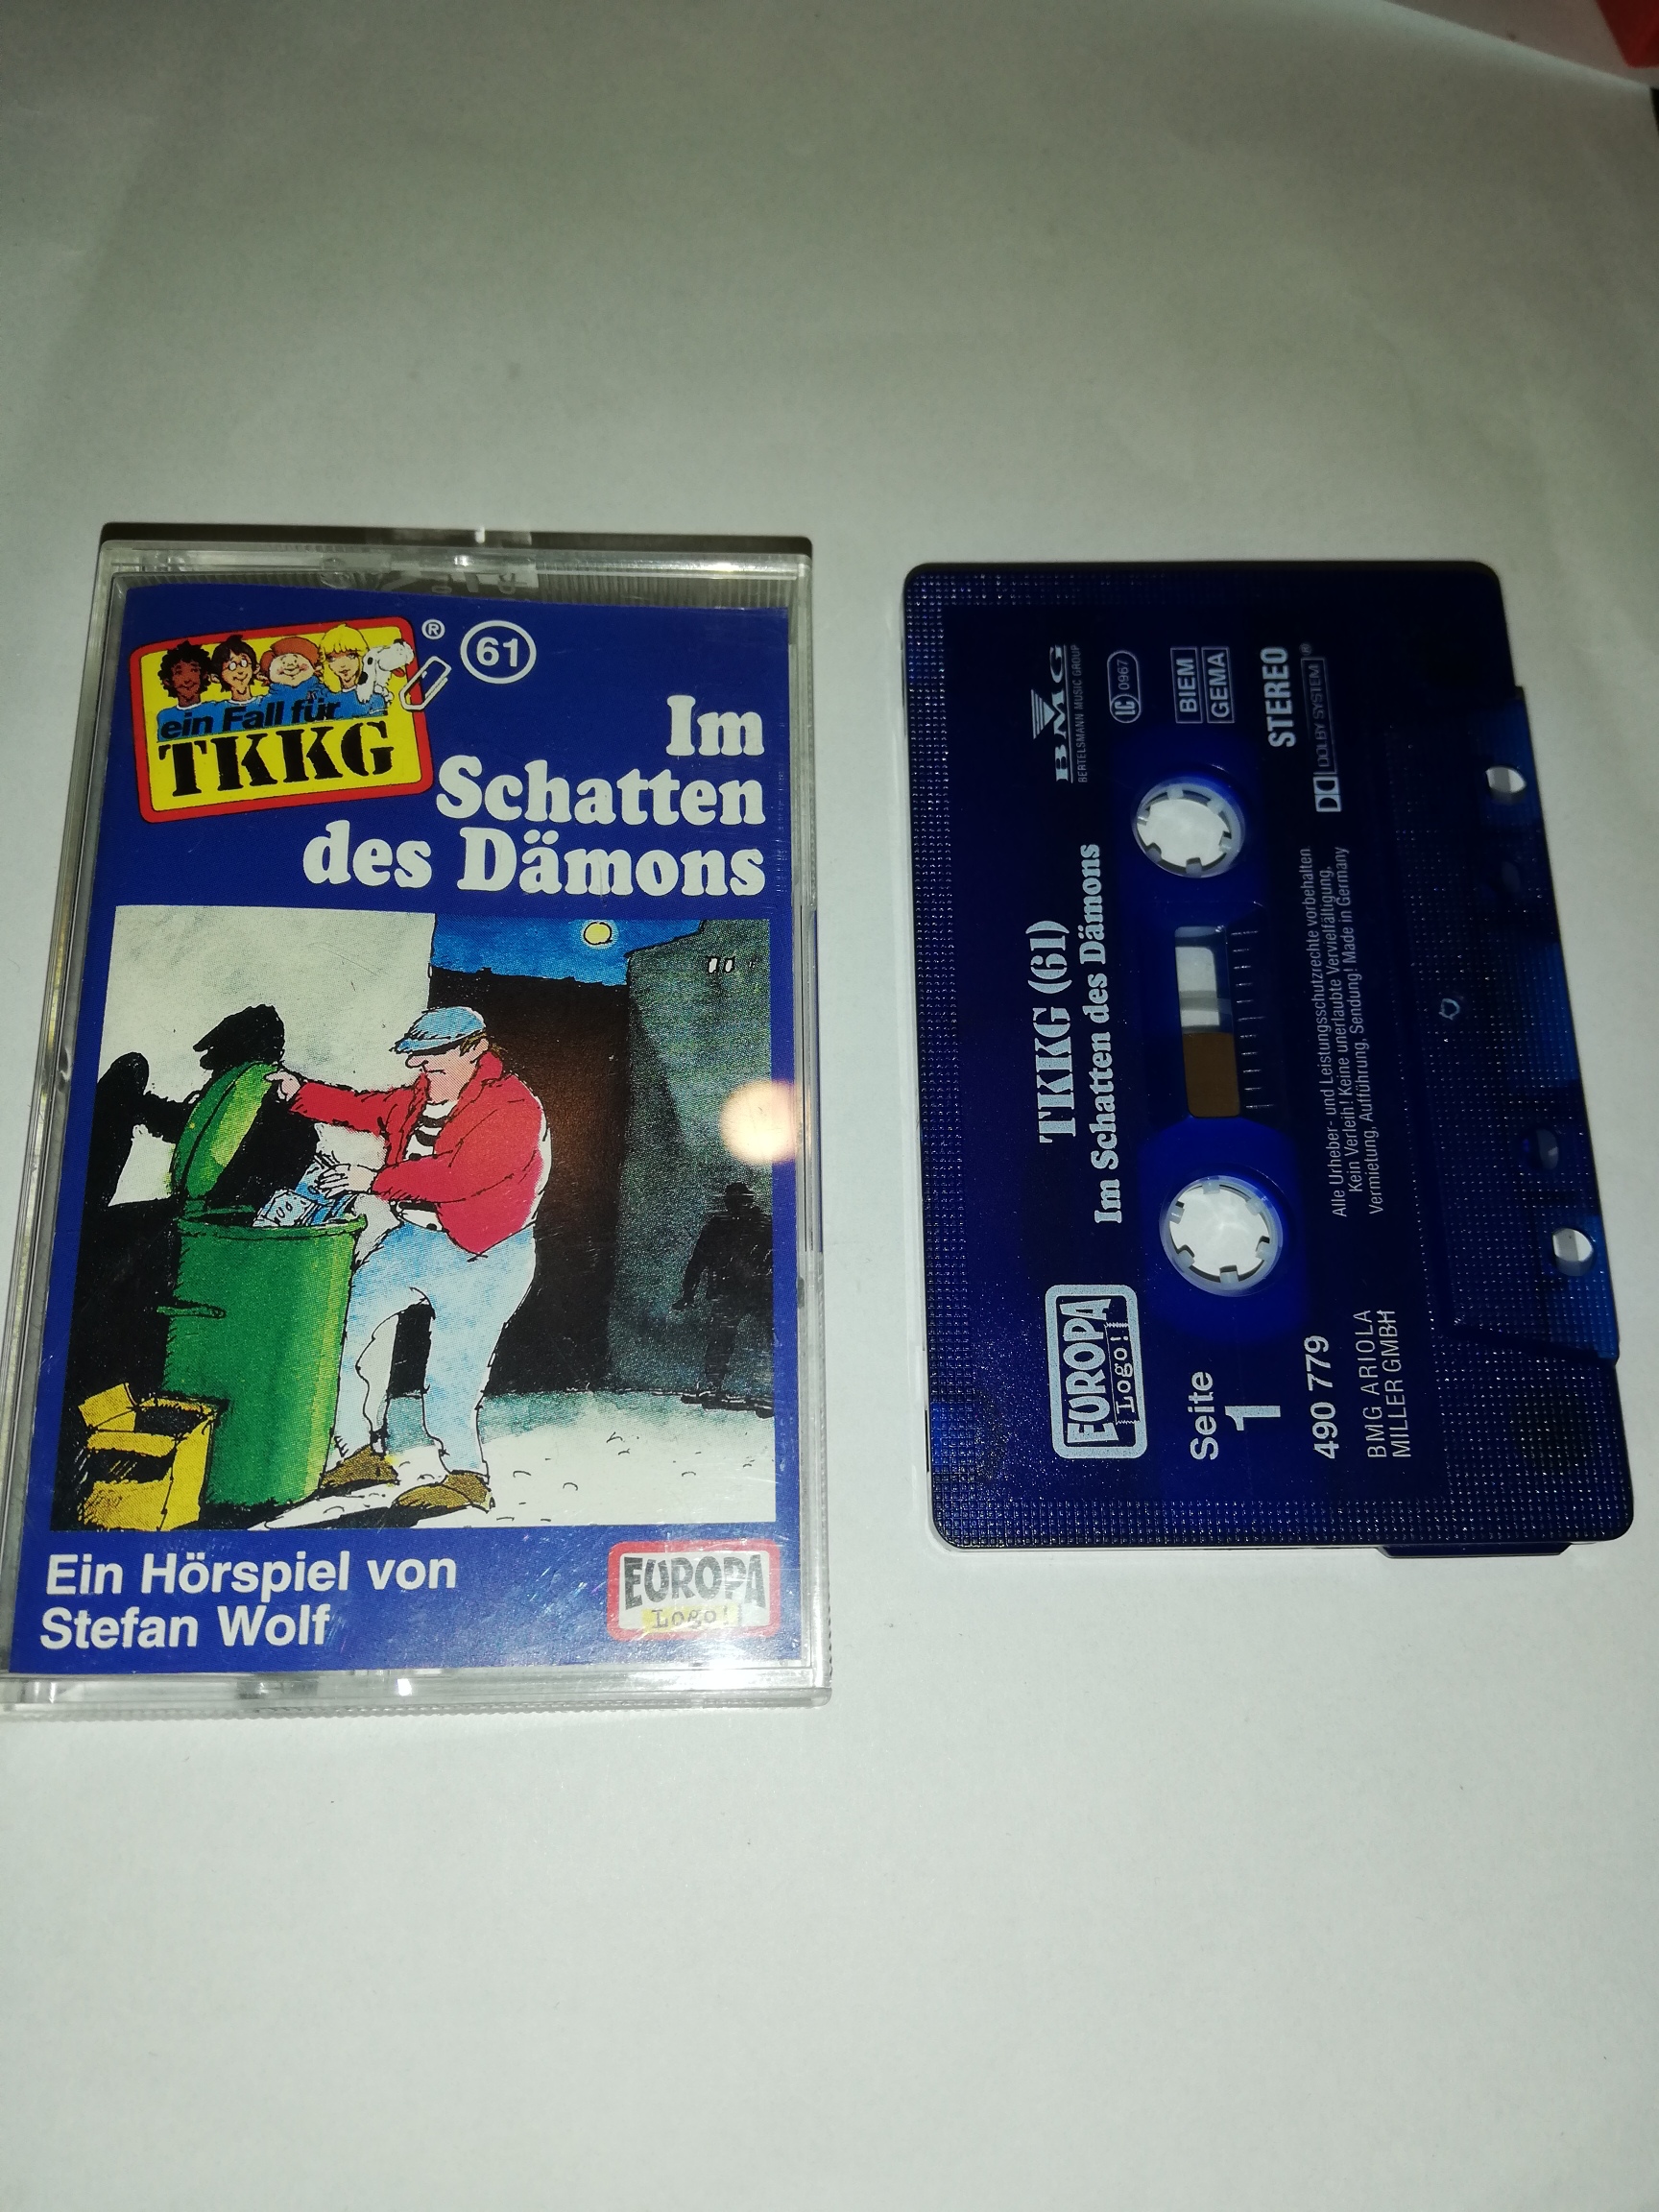 ein Fall für
TKKG
®
61
Im
Schatten
des Dämons
100
Ein Hörspiel von
Stefan Wolf
EUROPA
Logo!
EUROPA
Logo!
TKKG (61)
Im Schatten des Dämons
BMG
BERTELSMANN MUSIC GROUP
LC 0967
BIEM
GEMA
STEREO
DOLBY SYSTEM®
Seite
1
490 779
BMG ARIOLA
MILLER GMBH
Alle Urheber- und Leistungsschutzrechte vorbehalten.
Kein Verleih! Keine unerlaubte Vervielfältigung,
Vermietung, Aufführung, Sendung! Made in Germany